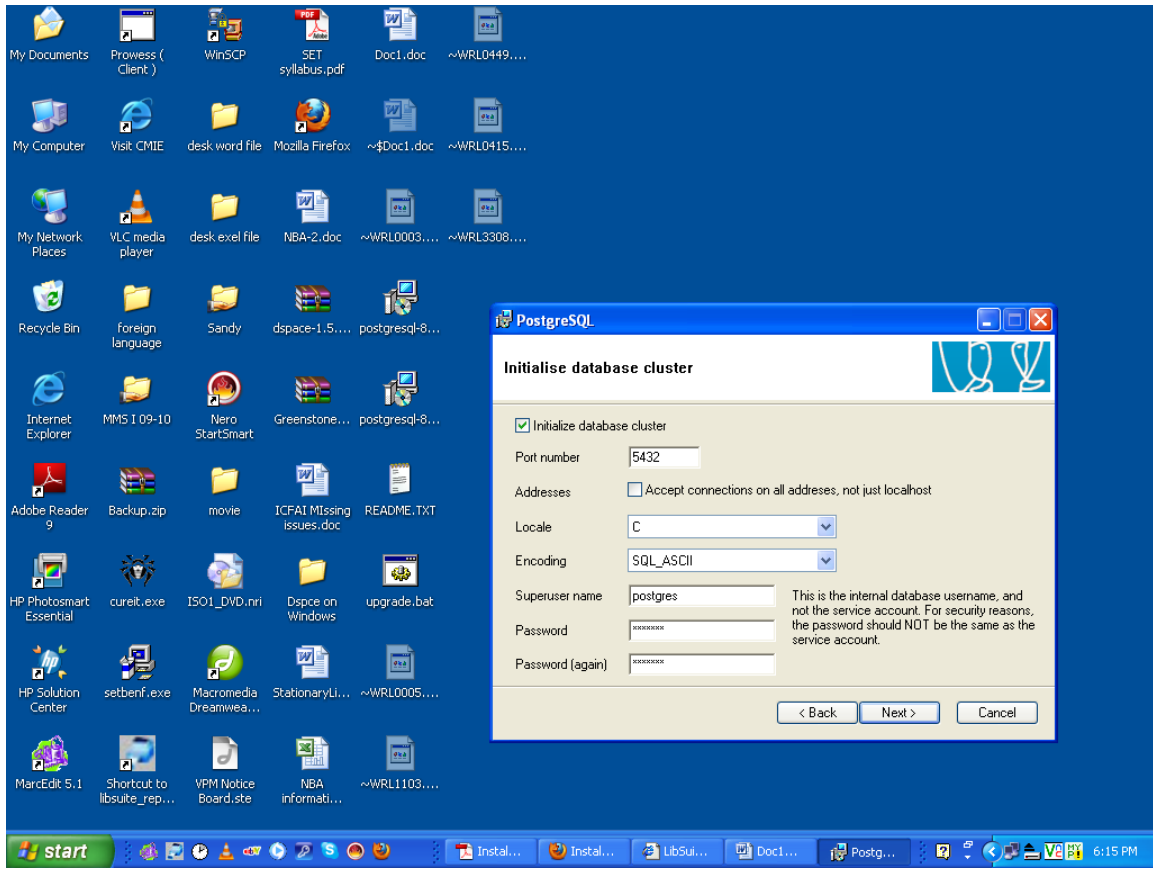 My Documents
Prowess (
Client )
WinSCP
SET
syllabus.pdf
Doc1.doc
~WRL0449....
My Computer
Visit CMIE
desk word file
Mozilla Firefox
~$Doc1.doc
~WRL0415....
My Network
Places
VLC media
player
desk exel file
NBA-2.doc
~WRL0003....
~WRL3308....
Recycle Bin
foreign
language
Sandy
dspace-1.5....
postgresql-8...
Internet
Explorer
MMS I 09-10
Nero
StartSmart
Greenstone...
postgresql-8...
Adobe Reader
9
Backup.zip
movie
ICFAI MIssing
issues.doc
README.TXT
HP Photosmart
Essential
cureit.exe
ISO1_DVD.nri
Dspce on
Windows
upgrade.bat
HP Solution
Center
setbenf.exe
Macromedia
Dreamwea...
StationaryLi...
~WRL0005....
MarcEdit 5.1
Shortcut to
libsuite_rep...
VPM Notice
Board.ste
NBA
informati...
~WRL1103....
PostgreSQL
Initialise database cluster
Initialize database cluster
Port number
5432
Addresses
Accept connections on all addreses, not just localhost
Locale
C
Encoding
SQL_ASCII
Superuser name
postgres
This is the internal database username, and
not the service account. For security reasons,
the password should NOT be the same as the
service account.
Password
×××××××
Password (again)
×××××××
< Back
Next >
Cancel
start
Instal...
Instal...
LibSui...
Doc1...
Postg...
6:15 PM